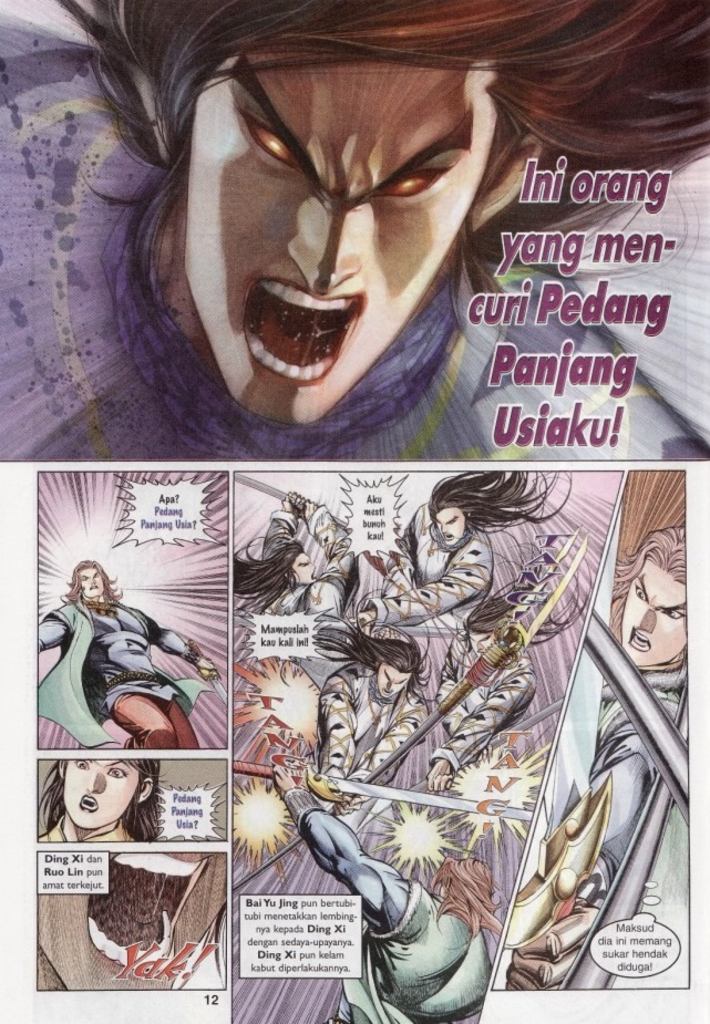 Ini orang
yang men-
curi Pedang
Panjang
Usiaku!
Apa?
Pedang
Panjang Usia?
Pedang
Panjang
Usia?
Ding Xi dan
Ruo Lin pun
amat terkejut.
Yak!
Aku
mesti
bunuh
kau!
Mampuslah
kau kali ini!
TANG
TANG
TANG
Bai Yu Jing pun bertubi-
tubi menetakkan lembing-
nya kepada Ding Xi
dengan sedaya-upayanya.
Ding Xi pun kelam
kabut diperlakukannya.
Maksud
dia ini memang
sukar hendak
diduga!
12